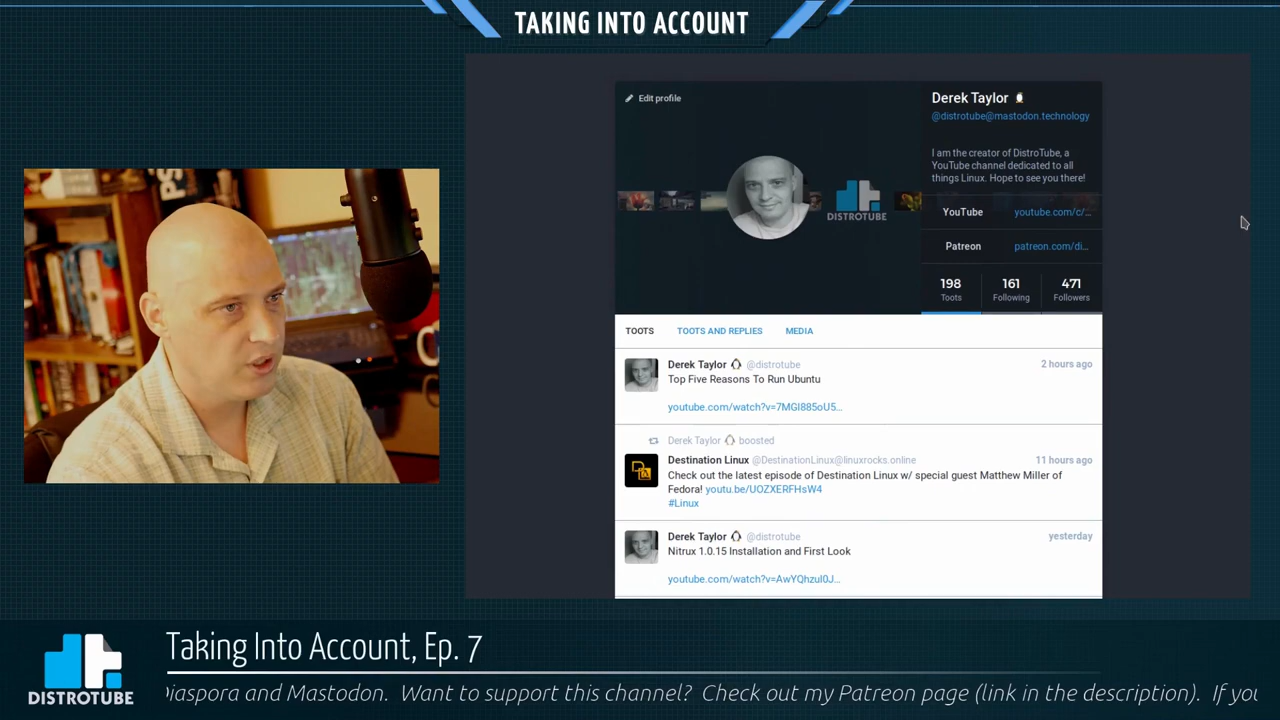 TAKING INTO ACCOUNT
Edit profile
Derek Taylor
@distrotube@mastodon.technology
I am the creator of DistroTube, a
YouTube channel dedicated to all
things Linux. Hope to see you there!
DISTROTUBE
YouTube youtube.com/c/...
Patreon patreon.com/di...
198 161 471
Toots Following Followers
TOOTS TOOTS AND REPLIES MEDIA
Derek Taylor @distrotube 2 hours ago
Top Five Reasons To Run Ubuntu
youtube.com/watch?v=7MGI885oU5...
Derek Taylor boosted
Destination Linux @DestinationLinux@linuxrocks.online 11 hours ago
Check out the latest episode of Destination Linux w/ special guest Matthew Miller of
Fedora! youtu.be/UOZXERFHsW4
#Linux
Derek Taylor @distrotube yesterday
Nitrux 1.0.15 Installation and First Look
youtube.com/watch?v=AwYQhzul0J...
Taking Into Account, Ep. 7
DISTROTUBE
Diaspora and Mastodon. Want to support this channel? Check out my Patreon page (link in the description). If you